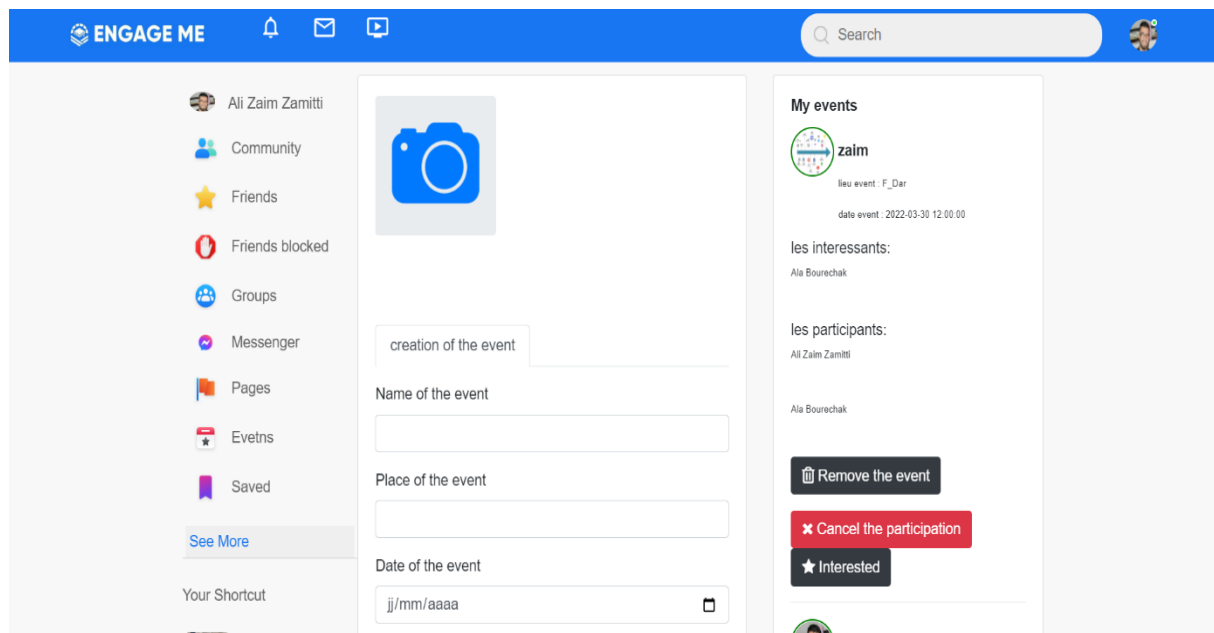 ENGAGE ME
Search
Ali Zaim Zamitti
Community
Friends
Friends blocked
Groups
Messenger
Pages
Evetns
Saved
See More
Your Shortcut
creation of the event
Name of the event
Place of the event
Date of the event
jj/mm/aaaa
My events
zaim
lieu event : F_Dar
date event : 2022-03-30 12:00:00
les interessants:
Ala Bourechak
les participants:
Ali Zaim Zamitti
Ala Bourechak
Remove the event
Cancel the participation
Interested